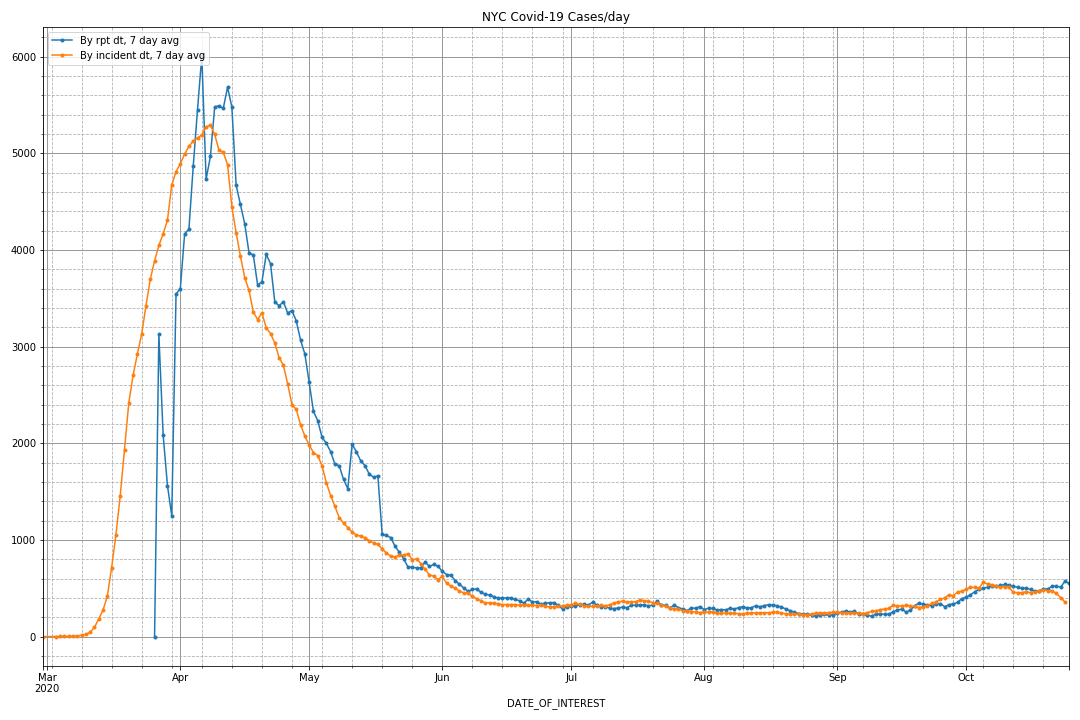 NYC Covid-19 Cases/day
By rpt dt, 7 day avg
By incident dt, 7 day avg
6000
5000
4000
3000
2000
1000
0
Mar Apr May Jun Jul Aug Sep Oct
2020
DATE_OF_INTEREST